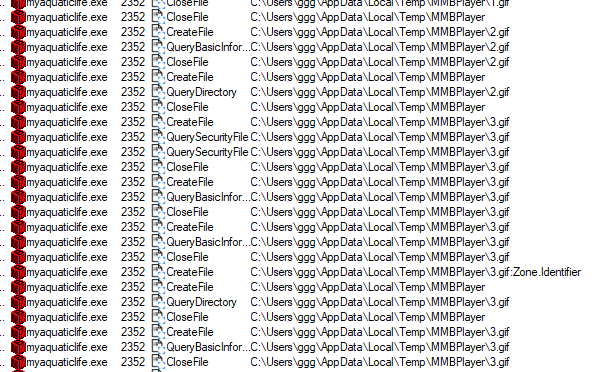 .. myaquaticlife.exe 2352 CloseFile C:\Users\ggg\AppData\Local\Temp\MMBPlayer\1.gif
.. myaquaticlife.exe 2352 CloseFile C:\Users\ggg\AppData\Local\Temp\MMBPlayer
.. myaquaticlife.exe 2352 CreateFile C:\Users\ggg\AppData\Local\Temp\MMBPlayer\2.gif
.. myaquaticlife.exe 2352 QueryBasicInfor... C:\Users\ggg\AppData\Local\Temp\MMBPlayer\2.gif
.. myaquaticlife.exe 2352 CloseFile C:\Users\ggg\AppData\Local\Temp\MMBPlayer\2.gif
.. myaquaticlife.exe 2352 CreateFile C:\Users\ggg\AppData\Local\Temp\MMBPlayer
.. myaquaticlife.exe 2352 QueryDirectory C:\Users\ggg\AppData\Local\Temp\MMBPlayer\2.gif
.. myaquaticlife.exe 2352 CloseFile C:\Users\ggg\AppData\Local\Temp\MMBPlayer
.. myaquaticlife.exe 2352 CreateFile C:\Users\ggg\AppData\Local\Temp\MMBPlayer\3.gif
.. myaquaticlife.exe 2352 QuerySecurityFile C:\Users\ggg\AppData\Local\Temp\MMBPlayer\3.gif
.. myaquaticlife.exe 2352 QuerySecurityFile C:\Users\ggg\AppData\Local\Temp\MMBPlayer\3.gif
.. myaquaticlife.exe 2352 CloseFile C:\Users\ggg\AppData\Local\Temp\MMBPlayer\3.gif
.. myaquaticlife.exe 2352 CreateFile C:\Users\ggg\AppData\Local\Temp\MMBPlayer\3.gif
.. myaquaticlife.exe 2352 QueryBasicInfor... C:\Users\ggg\AppData\Local\Temp\MMBPlayer\3.gif
.. myaquaticlife.exe 2352 CloseFile C:\Users\ggg\AppData\Local\Temp\MMBPlayer\3.gif
.. myaquaticlife.exe 2352 CreateFile C:\Users\ggg\AppData\Local\Temp\MMBPlayer\3.gif
.. myaquaticlife.exe 2352 QueryBasicInfor... C:\Users\ggg\AppData\Local\Temp\MMBPlayer\3.gif
.. myaquaticlife.exe 2352 CloseFile C:\Users\ggg\AppData\Local\Temp\MMBPlayer\3.gif
.. myaquaticlife.exe 2352 CreateFile C:\Users\ggg\AppData\Local\Temp\MMBPlayer\3.gif:Zone.Identifier
.. myaquaticlife.exe 2352 CreateFile C:\Users\ggg\AppData\Local\Temp\MMBPlayer
.. myaquaticlife.exe 2352 QueryDirectory C:\Users\ggg\AppData\Local\Temp\MMBPlayer\3.gif
.. myaquaticlife.exe 2352 CloseFile C:\Users\ggg\AppData\Local\Temp\MMBPlayer
.. myaquaticlife.exe 2352 CreateFile C:\Users\ggg\AppData\Local\Temp\MMBPlayer\3.gif
.. myaquaticlife.exe 2352 QueryBasicInfor... C:\Users\ggg\AppData\Local\Temp\MMBPlayer\3.gif
.. myaquaticlife.exe 2352 CloseFile C:\Users\ggg\AppData\Local\Temp\MMBPlayer\3.gif